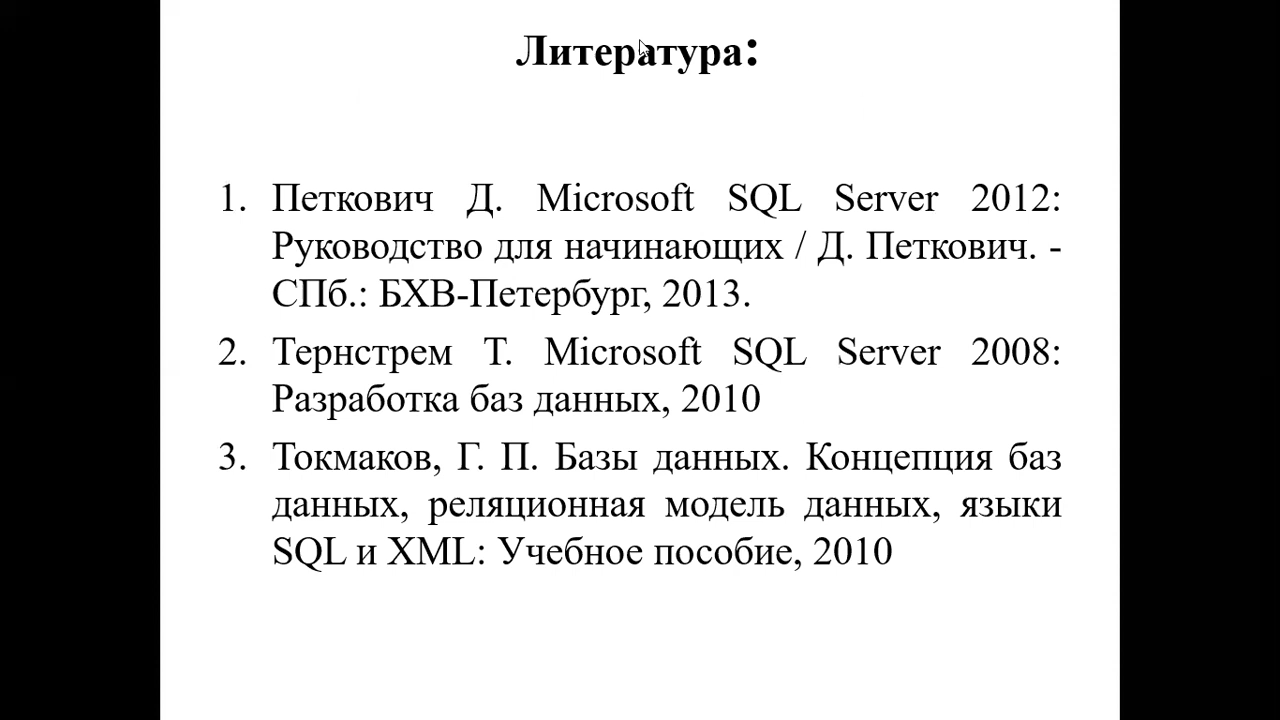 Литература:
1. Петкович Д. Microsoft SQL Server 2012:
Руководство для начинающих / Д. Петкович. -
СПб.: БХВ-Петербург, 2013.
2. Тернстрем Т. Microsoft SQL Server 2008:
Разработка баз данных, 2010
3. Токмаков, Г. П. Базы данных. Концепция баз
данных, реляционная модель данных, языки
SQL и XML: Учебное пособие, 2010